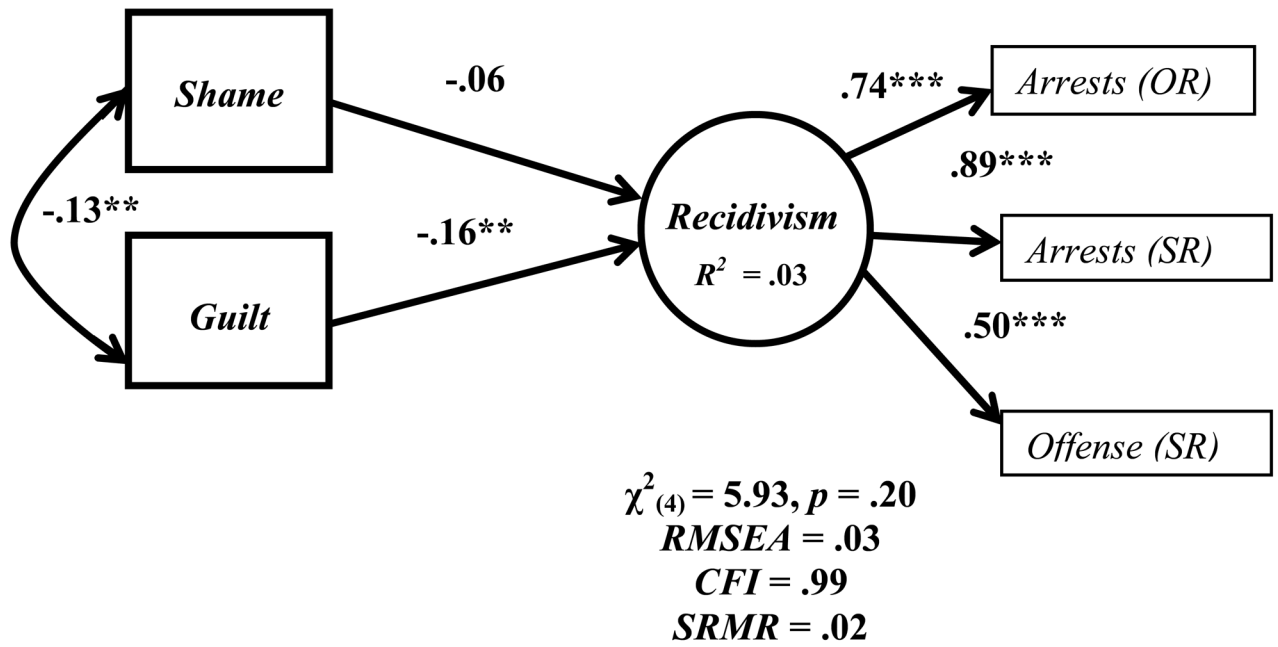 Shame
-.06
.74***
Arrests (OR)
.89***
-.13**
-.16**
Recidivism
R² = .03
Arrests (SR)
Guilt
.50***
Offense (SR)
χ²(4) = 5.93, p = .20
RMSEA = .03
CFI = .99
SRMR = .02